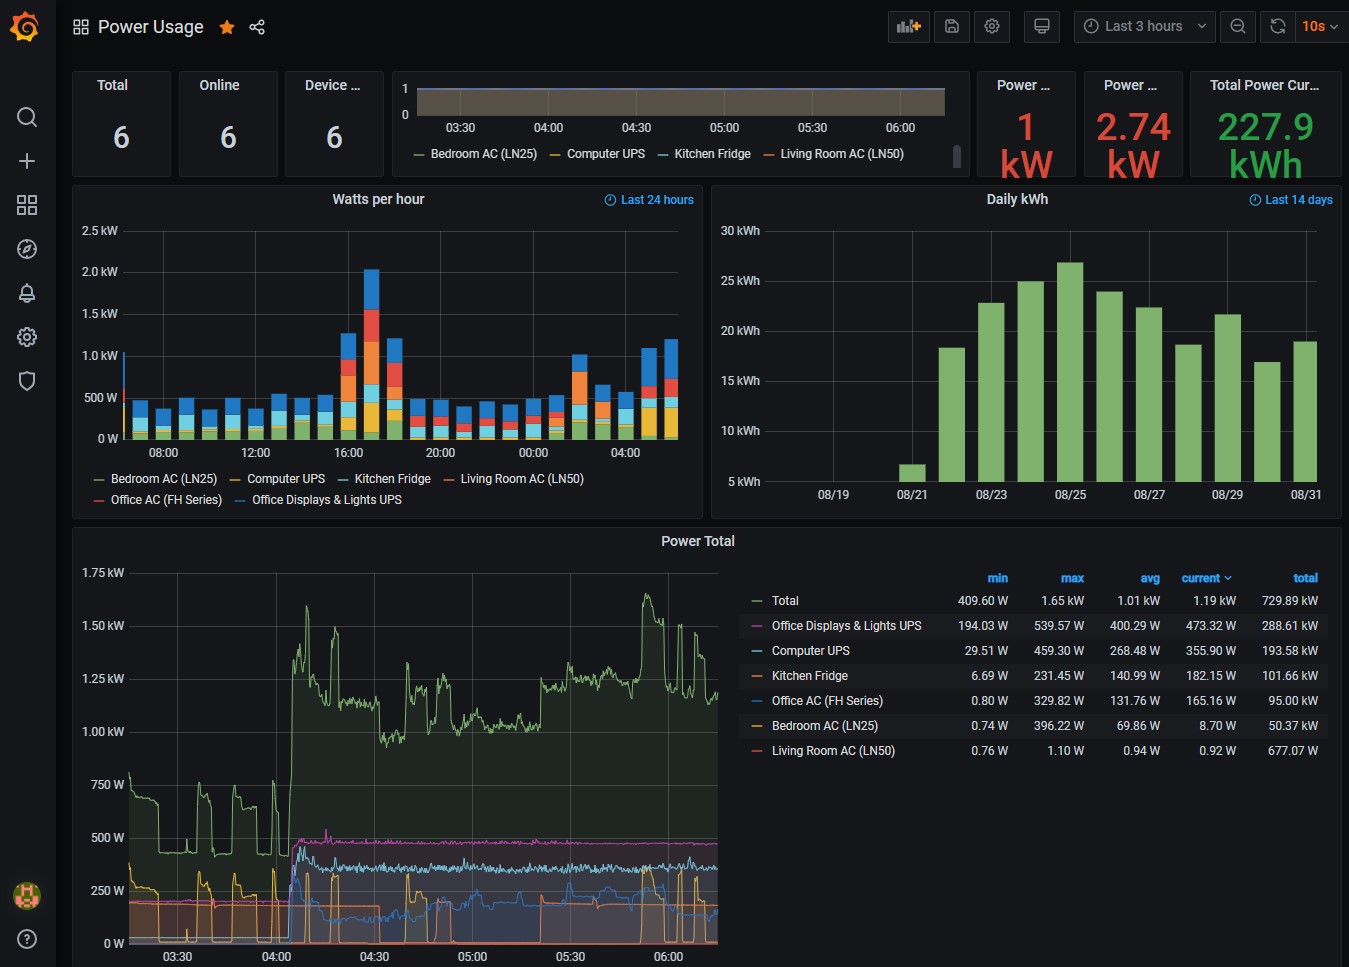 Power Usage
Last 3 hours
10s
Total
6
Online
6
Device ...
6
1
0
03:30 04:00 04:30 05:00 05:30 06:00
Bedroom AC (LN25) Computer UPS Kitchen Fridge Living Room AC (LN50)
Power ...
1
kW
Power ...
2.74
kW
Total Power Cur...
227.9
kWh
Watts per hour
Last 24 hours
2.5 kW
2.0 kW
1.5 kW
1.0 kW
500 W
0 W
08:00 12:00 16:00 20:00 00:00 04:00
Bedroom AC (LN25) Computer UPS Kitchen Fridge Living Room AC (LN50)
Office AC (FH Series) Office Displays & Lights UPS
Daily kWh
Last 14 days
30 kWh
25 kWh
20 kWh
15 kWh
10 kWh
5 kWh
08/19 08/21 08/23 08/25 08/27 08/29 08/31
Power Total
1.75 kW
1.50 kW
1.25 kW
1.00 kW
750 W
500 W
250 W
0 W
03:30 04:00 04:30 05:00 05:30 06:00
min max avg current total
Total 409.60 W 1.65 kW 1.01 kW 1.19 kW 729.89 kW
Office Displays & Lights UPS 194.03 W 539.57 W 400.29 W 473.32 W 288.61 kW
Computer UPS 29.51 W 459.30 W 268.48 W 355.90 W 193.58 kW
Kitchen Fridge 6.69 W 231.45 W 140.99 W 182.15 W 101.66 kW
Office AC (FH Series) 0.80 W 329.82 W 131.76 W 165.16 W 95.00 kW
Bedroom AC (LN25) 0.74 W 396.22 W 69.86 W 8.70 W 50.37 kW
Living Room AC (LN50) 0.76 W 1.10 W 0.94 W 0.92 W 677.07 W